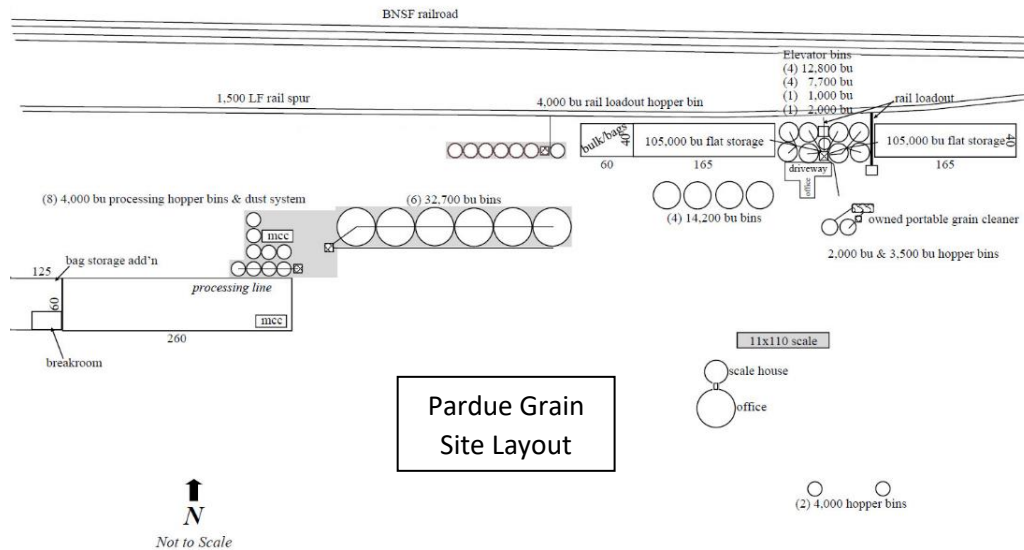 BNSF railroad
Elevator bins
(4) 12,800 bu
(4) 7,700 bu
(1) 1,000 bu
(1) 2,000 bu
1,500 LF rail spur
4,000 bu rail loadout hopper bin
rail loadout
bulk/bags
40
105,000 bu flat storage
105,000 bu flat storage
40
60
165
driveway
165
office
(8) 4,000 bu processing hopper bins & dust system
(6) 32,700 bu bins
(4) 14,200 bu bins
owned portable grain cleaner
mcc
2,000 bu & 3,500 bu hopper bins
bag storage add'n
125
processing line
60
mcc
260
breakroom
11x110 scale
scale house
office
Pardue Grain
Site Layout
(2) 4,000 hopper bins
N
Not to Scale